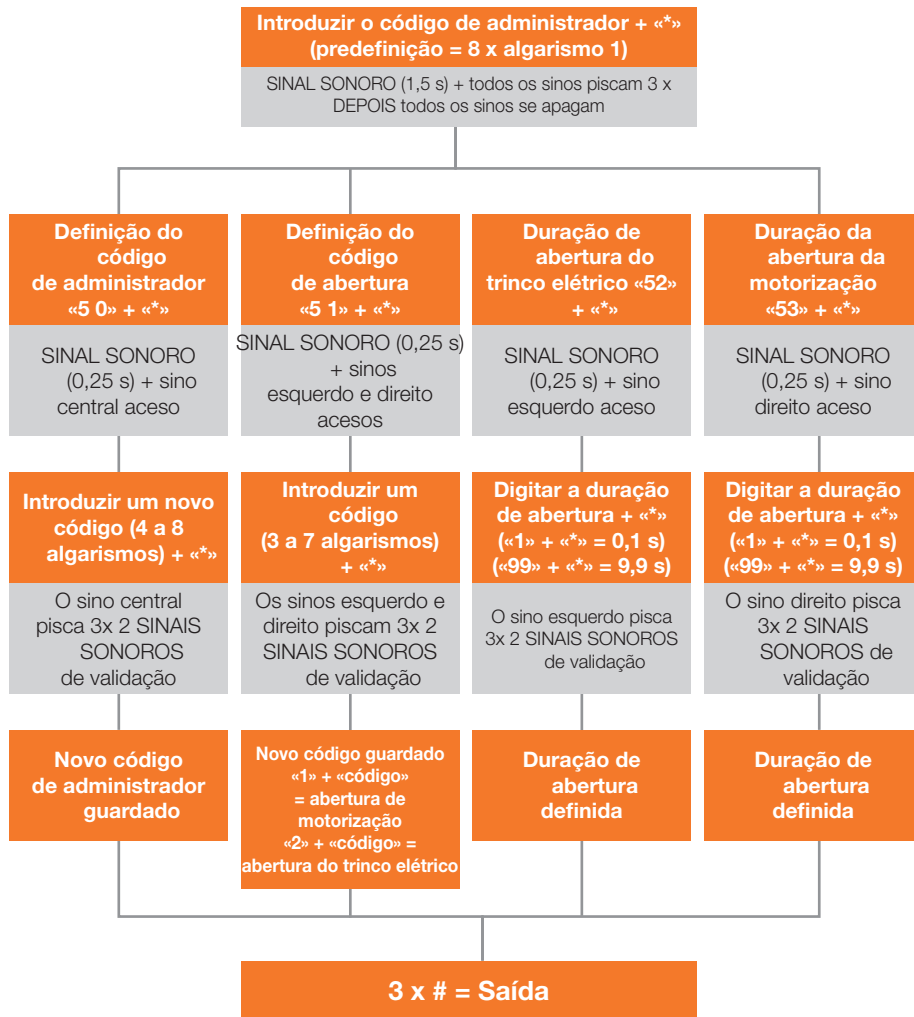 Introduzir o código de administrador + «*»
(predefinição = 8 x algarismo 1)
SINAL SONORO (1,5 s) + todos os sinos piscam 3 x
DEPOIS todos os sinos se apagam
Definição do
código
de administrador
«5 0» + «*»
SINAL SONORO
(0,25 s) + sino
central aceso
Introduzir um novo
código (4 a 8
algarismos) + «*»
O sino central
pisca 3x 2 SINAIS
SONOROS
de validação
Novo código
de administrador
guardado
Definição do
código
de abertura
«5 1» + «*»
SINAL SONORO (0,25 s)
+ sinos
esquerdo e direito
acesos
Introduzir um
código
(3 a 7 algarismos)
+ «*»
Os sinos esquerdo e
direito piscam 3x 2
SINAIS SONOROS
de validação
Novo código guardado
«1» + «código»
= abertura de
motorização
«2» + «código» =
abertura do trinco elétrico
Duração de
abertura do
trinco elétrico «52»
+ «*»
SINAL SONORO
(0,25 s) + sino
esquerdo aceso
Digitar a duração
de abertura + «*»
(«1» + «*» = 0,1 s)
(«99» + «*» = 9,9 s)
O sino esquerdo pisca
3x 2 SINAIS SONOROS
de validação
Duração de
abertura
definida
Duração da
abertura da
motorização
«53» + «*»
SINAL SONORO
(0,25 s) + sino
direito aceso
Digitar a duração
de abertura + «*»
(«1» + «*» = 0,1 s)
(«99» + «*» = 9,9 s)
O sino direito pisca
3x 2 SINAIS
SONOROS de
validação
Duração de
abertura
definida
3 x # = Saída